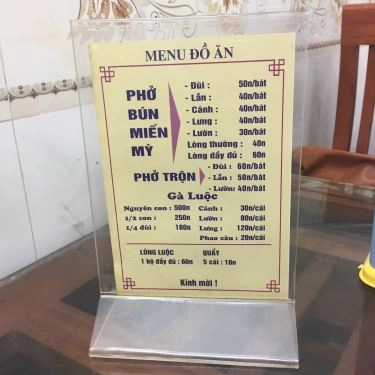 MENU ĐỒ ĂN
PHỞ
BÚN
MIẾN
MỲ
- Đùi: 50n/bát
- Lẫn: 40n/bát
- Cánh: 40n/bát
- Lưng: 40n/bát
- Lườn: 30n/bát
Lòng thường: 40n
Lòng đầy đủ: 60n
PHỞ TRỘN
- Đùi: 60n/bát
- Lẫn: 50n/bát
- Lườn: 40n/bát
Gà Luộc
Nguyên con: 500n Cánh: 30n/cái
1/2 con: 250n Lườn: 80n/cái
1/4 đùi: 180n Lưng: 120n/cái
Phao câu: 20n/cái
LÒNG LUỘC QUẨY
1 bộ đầy đủ: 60n 5 cái: 10n
Kính mời!